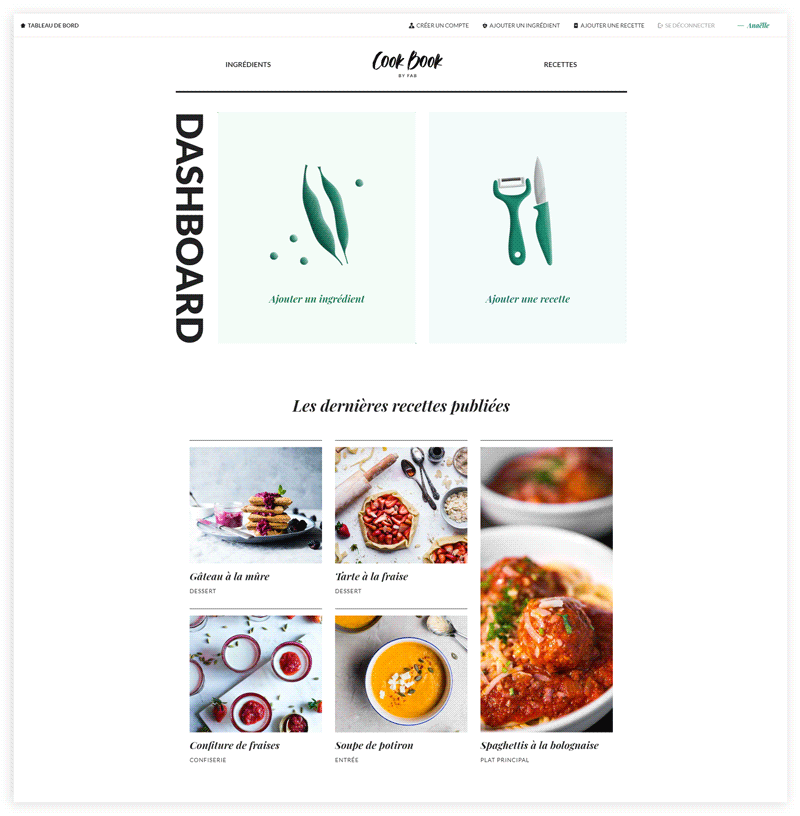 TABLEAU DE BORD
CRÉER UN COMPTE
AJOUTER UN INGRÉDIENT
AJOUTER UNE RECETTE
SE DÉCONNECTER
— Anaëlle
INGRÉDIENTS
Cook Book
BY FAB
RECETTES
DASHBOARD
Ajouter un ingrédient
Ajouter une recette
Les dernières recettes publiées
Gâteau à la mûre
DESSERT
Tarte à la fraise
DESSERT
Confiture de fraises
CONFISERIE
Soupe de potiron
ENTRÉE
Spaghettis à la bolognaise
PLAT PRINCIPAL